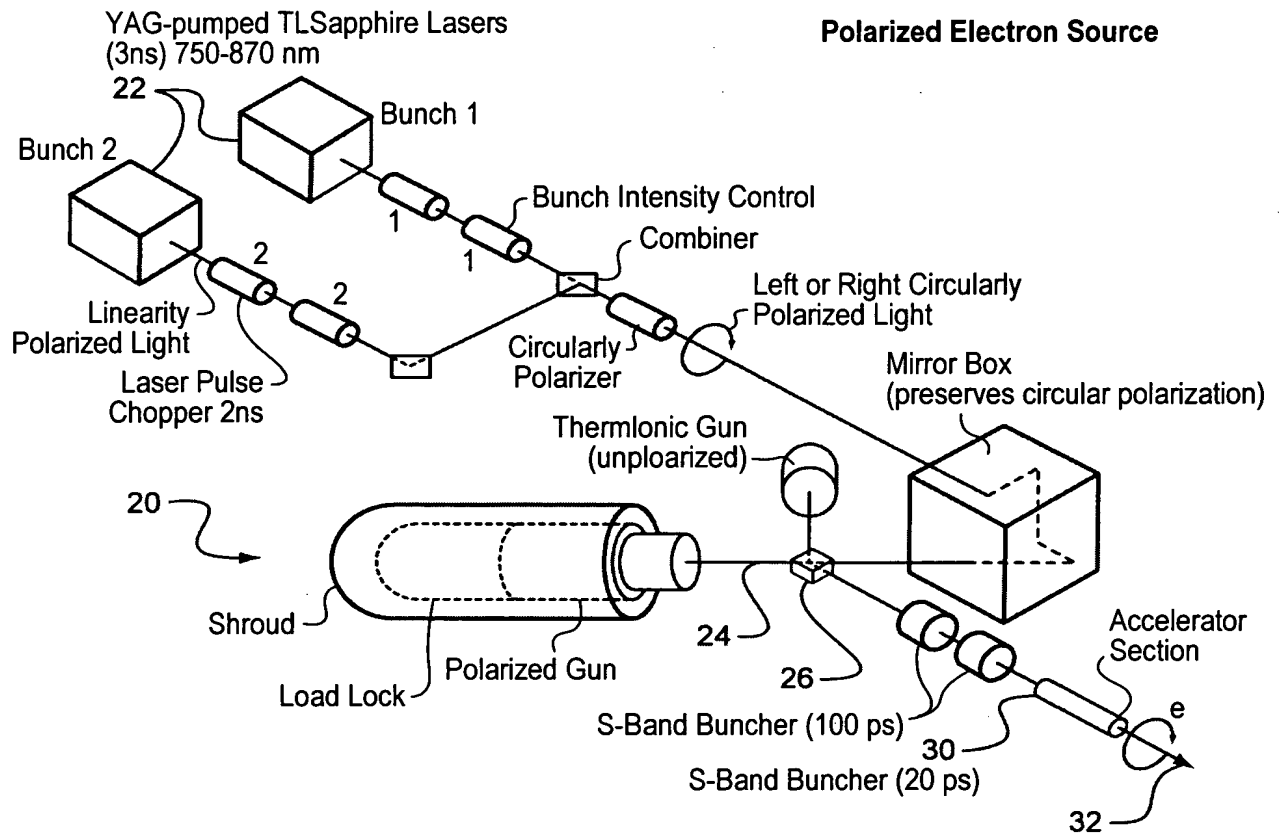 Polarized Electron Source
YAG-pumped TLSapphire Lasers
(3ns) 750-870 nm
22
Bunch 1
Bunch 2
1
1
Bunch Intensity Control
Combiner
2
2
Linearity
Polarized Light
Laser Pulse
Chopper 2ns
Circularly
Polarizer
Left or Right Circularly
Polarized Light
Mirror Box
(preserves circular polarization)
ThermIonic Gun
(unploarized)
20
Shroud
Load Lock
Polarized Gun
24
26
Accelerator
Section
S-Band Buncher (100 ps)
30
e
S-Band Buncher (20 ps)
32